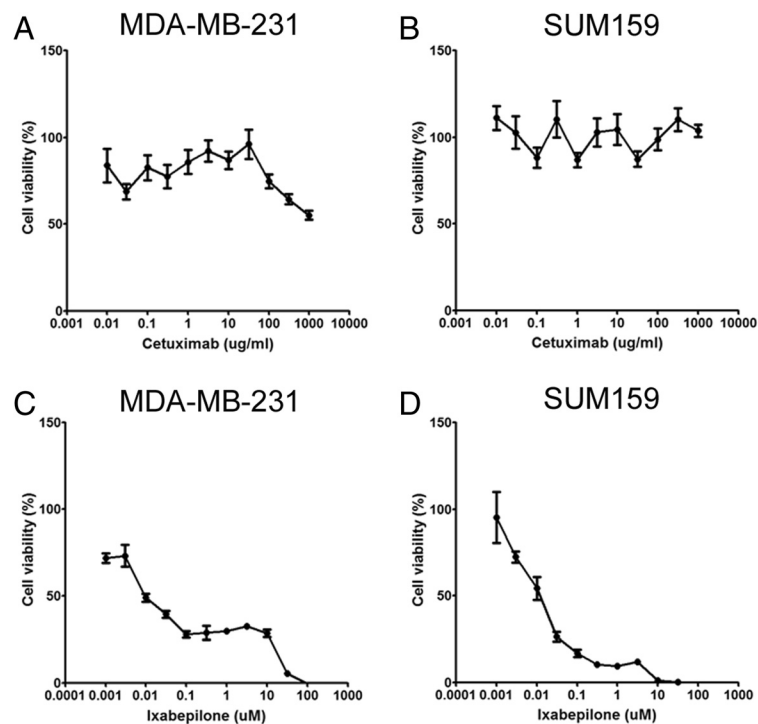 A MDA-MB-231
B SUM159
150
100
50
0
Cell viability (%)
0.001 0.01 0.1 1 10 100 1000 10000
Cetuximab (ug/ml)
150
100
50
0
Cell viability (%)
0.001 0.01 0.1 1 10 100 1000 10000
Cetuximab (ug/ml)
C MDA-MB-231
D SUM159
150
100
50
0
Cell viability (%)
0.0001 0.001 0.01 0.1 1 10 100 1000
Ixabepilone (uM)
150
100
50
0
Cell viability (%)
0.0001 0.001 0.01 0.1 1 10 100 1000
Ixabepilone (uM)